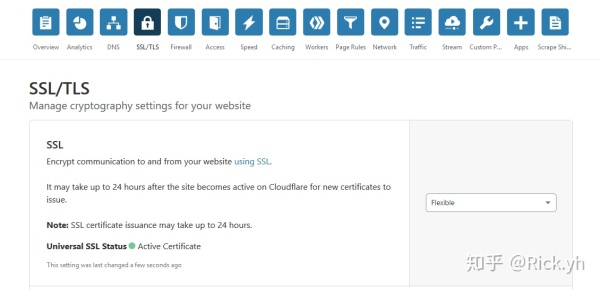 Overview Analytics DNS SSL/TLS Firewall Access Speed Caching Workers Page Rules Network Traffic Stream Custom P... Apps Scrape Shi...
SSL/TLS
Manage cryptography settings for your website
SSL
Encrypt communication to and from your website using SSL.
It may take up to 24 hours after the site becomes active on Cloudflare for new certificates to
issue.
Flexible
Note: SSL certificate issuance may take up to 24 hours.
Universal SSL Status Active Certificate
This setting was last changed a few seconds ago
知乎 @Rick.yh